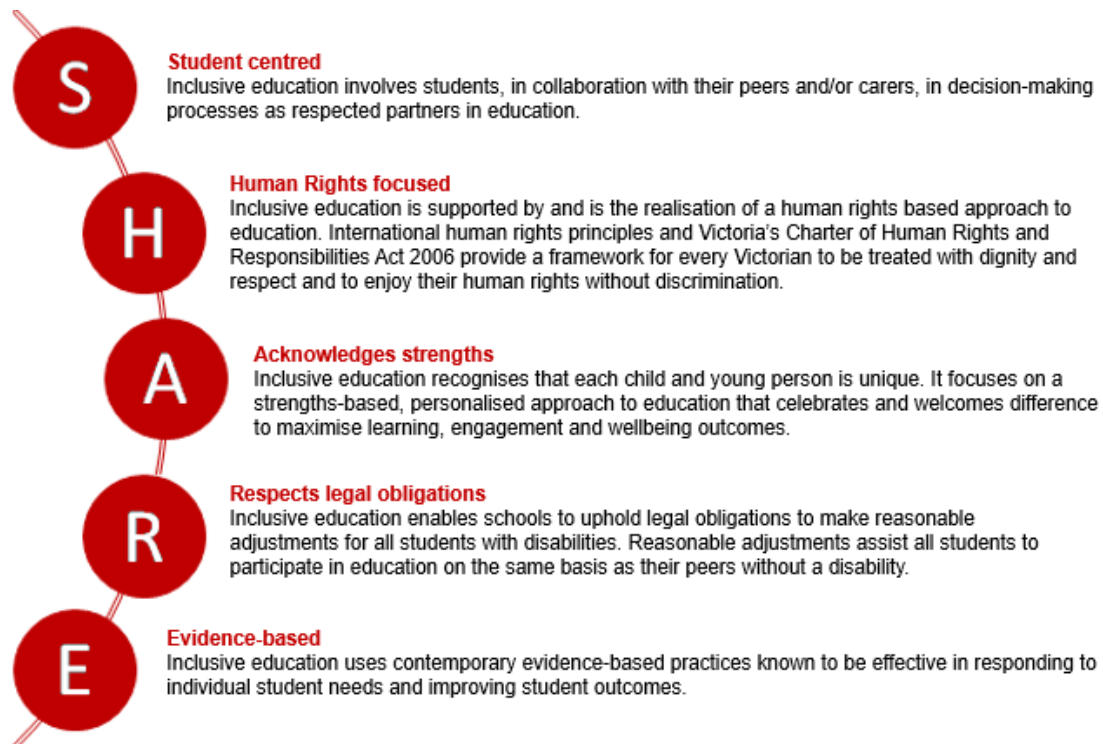 S
Student centred
Inclusive education involves students, in collaboration with their peers and/or carers, in decision-making
processes as respected partners in education.
H
Human Rights focused
Inclusive education is supported by and is the realisation of a human rights based approach to
education. International human rights principles and Victoria's Charter of Human Rights and
Responsibilities Act 2006 provide a framework for every Victorian to be treated with dignity and
respect and to enjoy their human rights without discrimination.
A
Acknowledges strengths
Inclusive education recognises that each child and young person is unique. It focuses on a
strengths-based, personalised approach to education that celebrates and welcomes difference
to maximise learning, engagement and wellbeing outcomes.
R
Respects legal obligations
Inclusive education enables schools to uphold legal obligations to make reasonable
adjustments for all students with disabilities. Reasonable adjustments assist all students to
participate in education on the same basis as their peers without a disability.
E
Evidence-based
Inclusive education uses contemporary evidence-based practices known to be effective in responding to
individual student needs and improving student outcomes.